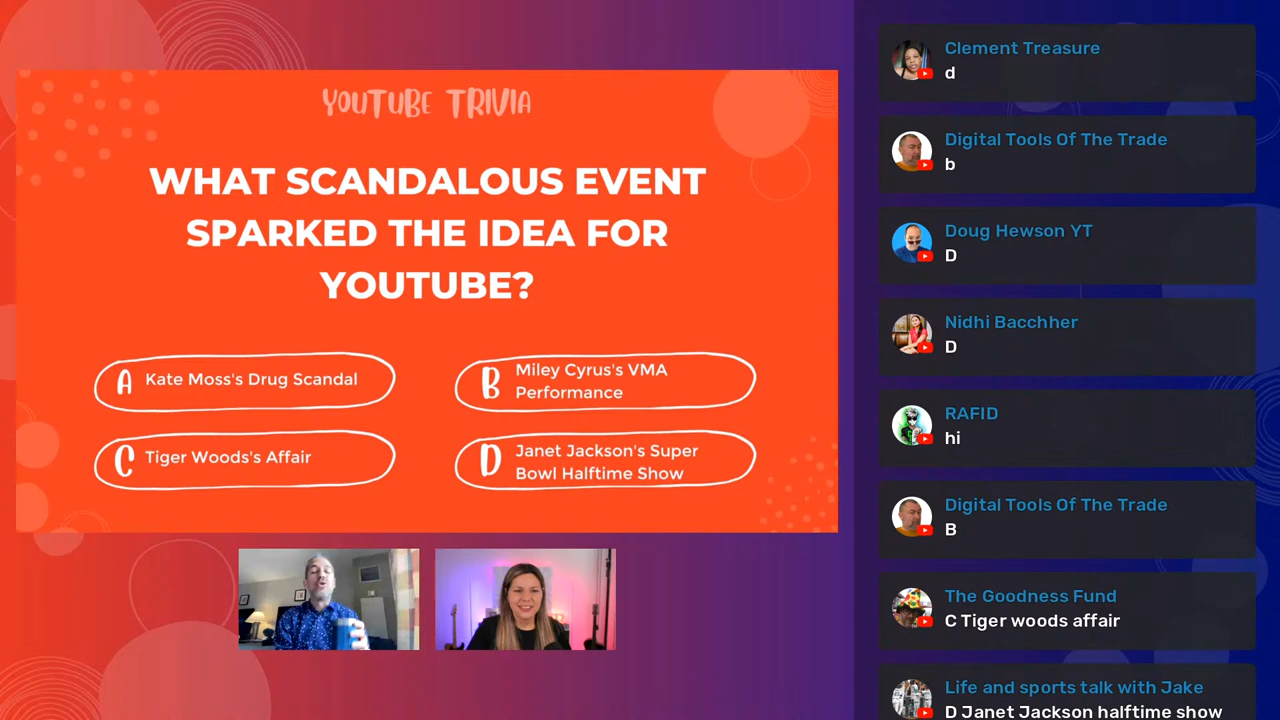 YOUTUBE TRIVIA
WHAT SCANDALOUS EVENT
SPARKED THE IDEA FOR
YOUTUBE?
A Kate Moss's Drug Scandal
B Miley Cyrus's VMA
Performance
C Tiger Woods's Affair
D Janet Jackson's Super
Bowl Halftime Show
Clement Treasure
d
Digital Tools Of The Trade
b
Doug Hewson YT
D
Nidhi Bacchher
D
RAFID
hi
Digital Tools Of The Trade
B
The Goodness Fund
C Tiger woods affair
Life and sports talk with Jake
D Janet Jackson halftime show